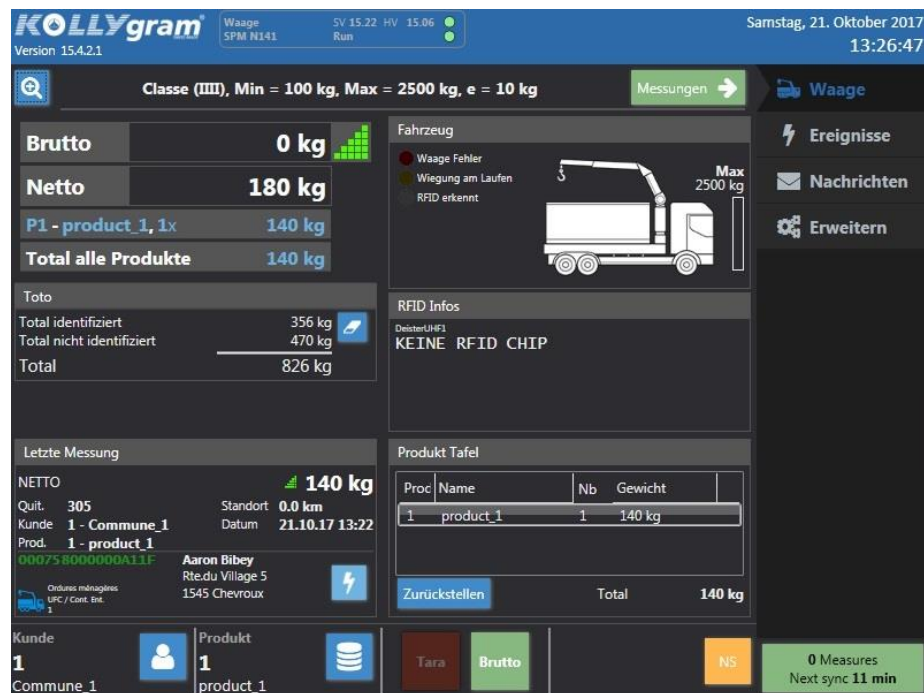 KOLLYgram
Version 15.4.2.1
Waage SV 15.22 HV 15.06
SPM N141 Run
Samstag, 21. Oktober 2017
13:26:47
Classe (IIII), Min = 100 kg, Max = 2500 kg, e = 10 kg
Messungen
Waage
Ereignisse
Nachrichten
Erweitern
Brutto 0 kg
Netto 180 kg
P1 - product_1, 1x 140 kg
Total alle Produkte 140 kg
Fahrzeug
Waage Fehler
Wiegung am Laufen
RFID erkennt
Max
2500 kg
Toto
Total identifiziert 356 kg
Total nicht identifiziert 470 kg
Total 826 kg
RFID Infos
DeisterUHF1
KEINE RFID CHIP
Letzte Messung
NETTO 140 kg
Quit. 305 Standort 0.0 km
Kunde 1 - Commune_1 Datum 21.10.17 13:22
Prod. 1 - product_1
000758000000A11F
Aaron Bibey
Rte.du Village 5
1545 Chevroux
Ordures ménagères
UFC / Cont. Ent.
1
Produkt Tafel
Prod Name Nb Gewicht
1 product_1 1 140 kg
Zurückstellen Total 140 kg
Kunde
1
Commune_1
Produkt
1
product_1
Tara
Brutto
NS
0 Measures
Next sync 11 min